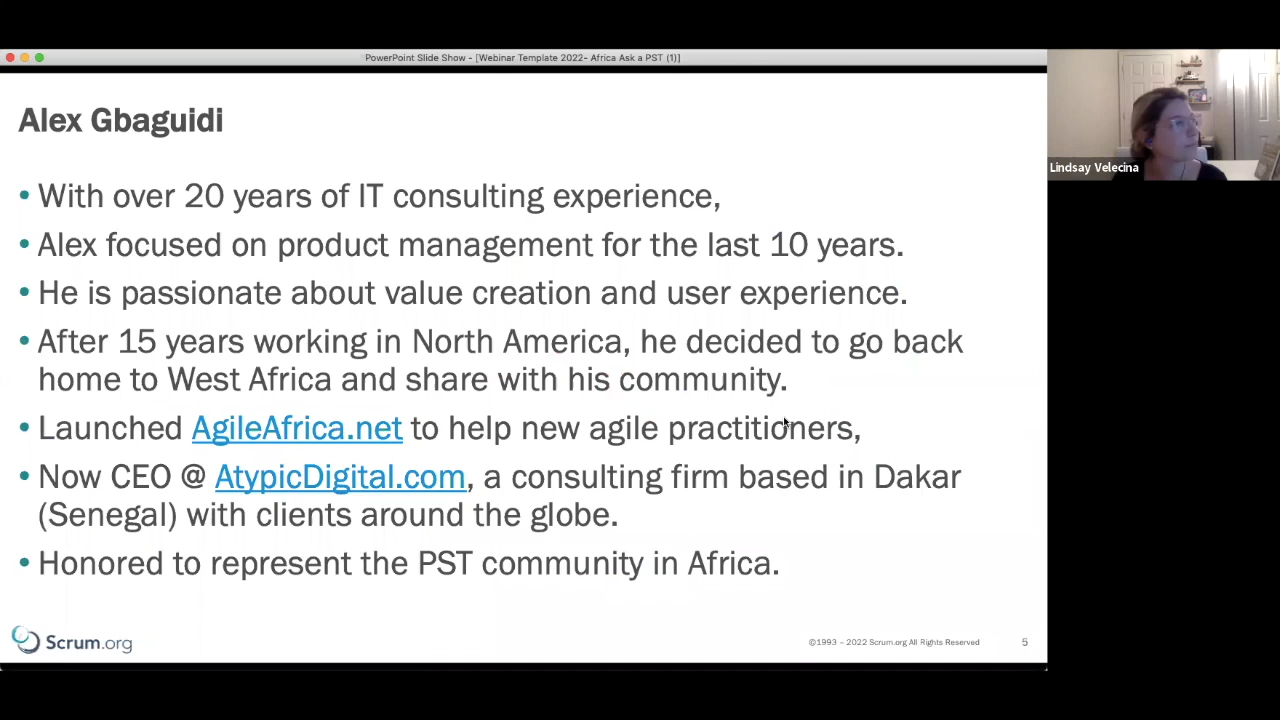 PowerPoint Slide Show - [Webinar Template 2022- Africa Ask a PST (1)]
Alex Gbaguidi
• With over 20 years of IT consulting experience,
• Alex focused on product management for the last 10 years.
• He is passionate about value creation and user experience.
• After 15 years working in North America, he decided to go back
home to West Africa and share with his community.
• Launched AgileAfrica.net to help new agile practitioners,
• Now CEO @ AtypicDigital.com, a consulting firm based in Dakar
(Senegal) with clients around the globe.
• Honored to represent the PST community in Africa.
Scrum.org
©1993 – 2022 Scrum.org All Rights Reserved
5
Lindsay Velecina